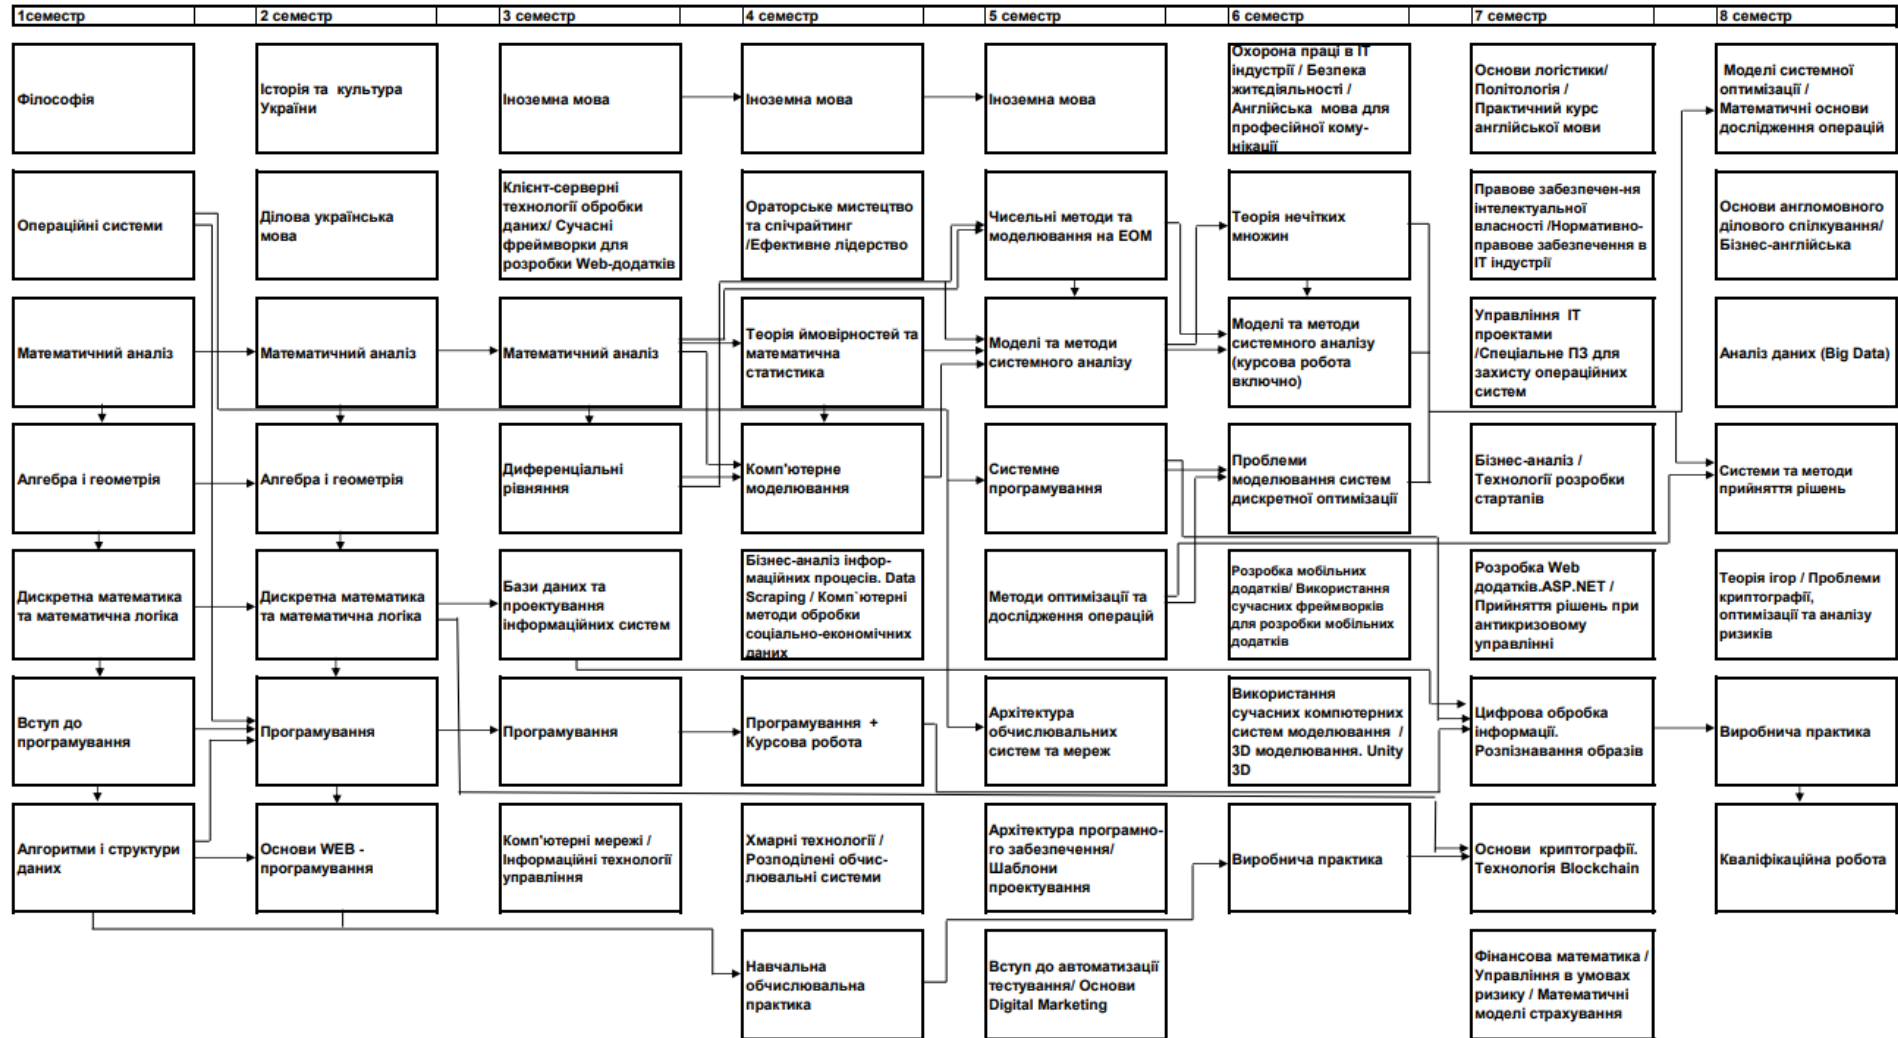 1семестр
2 семестр
3 семестр
4 семестр
5 семестр
6 семестр
7 семестр
8 семестр
Філософія
Історія та культура
України
Іноземна мова
Іноземна мова
Іноземна мова
Охорона праці в ІТ
індустрії / Безпека
житєдіяльності /
Англійська мова для
професійної кому-
нікації
Основи логістики/
Політологія /
Практичний курс
англійської мови
Моделі системної
оптимізації /
Математичні основи
дослідження операцій
Операційні системи
Ділова українська
мова
Клієнт-серверні
технології обробки
даних/ Сучасні
фреймворки для
розробки Web-додатків
Ораторське мистецтво
та спічрайтинг
/Ефективне лідерство
Чисельні методи та
моделювання на ЕОМ
Теорія нечітких
множин
Правове забезпечен-ня
інтелектуальної
власності /Нормативно-
правове забезпечення в
ІТ індустрії
Основи англомовного
ділового спілкування/
Бізнес-англійська
Математичний аналіз
Математичний аналіз
Математичний аналіз
Теорія ймовірностей та
математична
статистика
Моделі та методи
системного аналізу
Моделі та методи
системного аналізу
(курсова робота
включно)
Управління ІТ
проектами
/Спеціальне ПЗ для
захисту операційних
систем
Аналіз даних (Big Data)
Алгебра і геометрія
Алгебра і геометрія
Диференціальні
рівняння
Комп'ютерне
моделювання
Системне
програмування
Проблеми
моделювання систем
дискретної оптимізації
Бізнес-аналіз /
Технології розробки
стартапів
Системи та методи
прийняття рішень
Дискретна математика
та математична логіка
Дискретна математика
та математична логіка
Бази даних та
проектування
інформаційних систем
Бізнес-аналіз інфор-
маційних процесів. Data
Scraping / Комп`ютерні
методи обробки
соціально-економічних
даних
Методи оптимізації та
дослідження операцій
Розробка мобільних
додатків/ Використання
сучасних фреймворків
для розробки мобільних
додатків
Розробка Web
додатків.ASP.NET /
Прийняття рішень при
антикризовому
управлінні
Теорія ігор / Проблеми
криптографії,
оптимізації та аналізу
ризиків
Вступ до
програмування
Програмування
Програмування
Програмування +
Курсова робота
Архітектура
обчислювальних
систем та мереж
Використання
сучасних компютерних
систем моделювання /
3D моделювання. Unity
3D
Цифрова обробка
інформації.
Розпізнавання образів
Виробнича практика
Алгоритми і структури
даних
Основи WEB -
програмування
Комп'ютерні мережі /
Інформаційні технології
управління
Хмарні технології /
Розподілені обчис-
лювальні системи
Архітектура програмно-
го забезпечення/
Шаблони
проектування
Виробнича практика
Основи криптографії.
Технологія Blockchain
Кваліфікаційна робота
Навчальна
обчислювальна
практика
Вступ до автоматизації
тестування/ Основи
Digital Marketing
Фінансова математика /
Управління в умовах
ризику / Математичні
моделі страхування